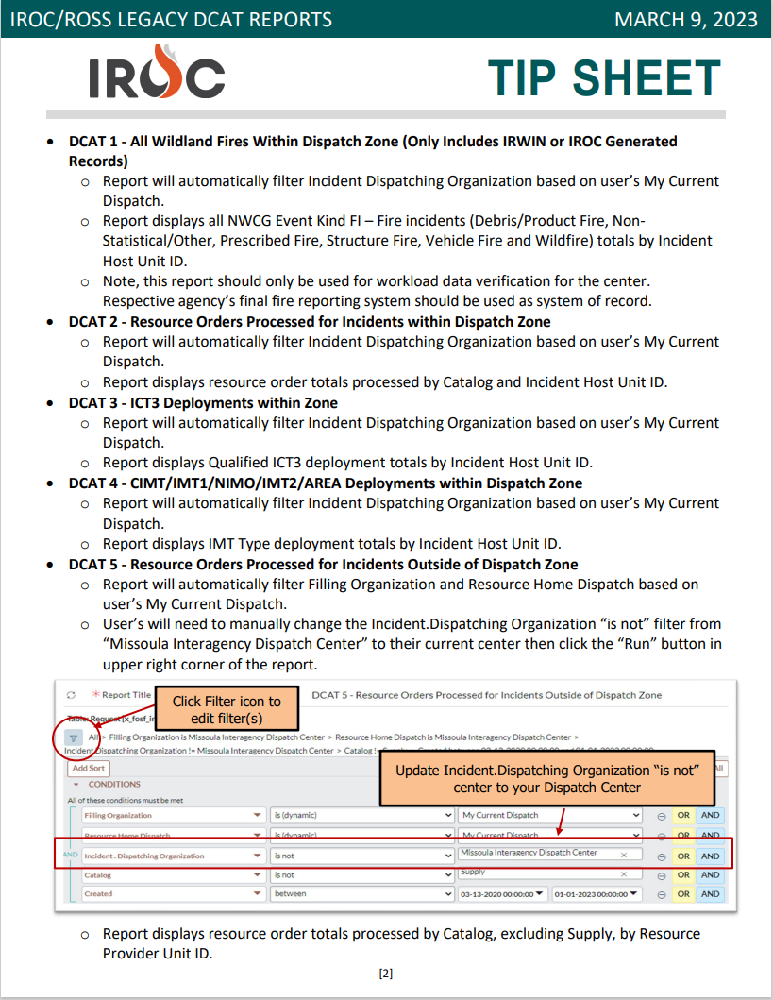 IROC/ROSS LEGACY DCAT REPORTS MARCH 9, 2023
IROC TIP SHEET
• DCAT 1 - All Wildland Fires Within Dispatch Zone (Only Includes IRWIN or IROC Generated
Records)
o Report will automatically filter Incident Dispatching Organization based on user’s My Current
Dispatch.
o Report displays all NWCG Event Kind FI – Fire incidents (Debris/Product Fire, Non-
Statistical/Other, Prescribed Fire, Structure Fire, Vehicle Fire and Wildfire) totals by Incident
Host Unit ID.
o Note, this report should only be used for workload data verification for the center.
Respective agency’s final fire reporting system should be used as system of record.
• DCAT 2 - Resource Orders Processed for Incidents within Dispatch Zone
o Report will automatically filter Incident Dispatching Organization based on user’s My Current
Dispatch.
o Report displays resource order totals processed by Catalog and Incident Host Unit ID.
• DCAT 3 - ICT3 Deployments within Zone
o Report will automatically filter Incident Dispatching Organization based on user’s My Current
Dispatch.
o Report displays Qualified ICT3 deployment totals by Incident Host Unit ID.
• DCAT 4 - CIMT/IMT1/NIMO/IMT2/AREA Deployments within Dispatch Zone
o Report will automatically filter Incident Dispatching Organization based on user’s My Current
Dispatch.
o Report displays IMT Type deployment totals by Incident Host Unit ID.
• DCAT 5 - Resource Orders Processed for Incidents Outside of Dispatch Zone
o Report will automatically filter Filling Organization and Resource Home Dispatch based on
user’s My Current Dispatch.
o User’s will need to manually change the Incident.Dispatching Organization “is not” filter from
“Missoula Interagency Dispatch Center” to their current center then click the “Run” button in
upper right corner of the report.
* Report Title DCAT 5 - Resource Orders Processed for Incidents Outside of Dispatch Zone
Click Filter icon to
edit filter(s)
Table: Request
All > Filling Organization is Missoula Interagency Dispatch Center > Resource Home Dispatch is Missoula Interagency Dispatch Center >
Incident.Dispatching Organization != Missoula Interagency Dispatch Center > Catalog !=
Add Sort All
Update Incident.Dispatching Organization “is not”
center to your Dispatch Center
CONDITIONS
All of these conditions must be met
Filling Organization is (dynamic) My Current Dispatch OR AND
Resource Home Dispatch is (dynamic) My Current Dispatch OR AND
AND Incident . Dispatching Organization is not Missoula Interagency Dispatch Center × OR AND
Catalog is not Supply × OR AND
Created between 03-13-2020 00:00:00 01-01-2023 00:00:00 OR AND
o Report displays resource order totals processed by Catalog, excluding Supply, by Resource
Provider Unit ID.
[2]